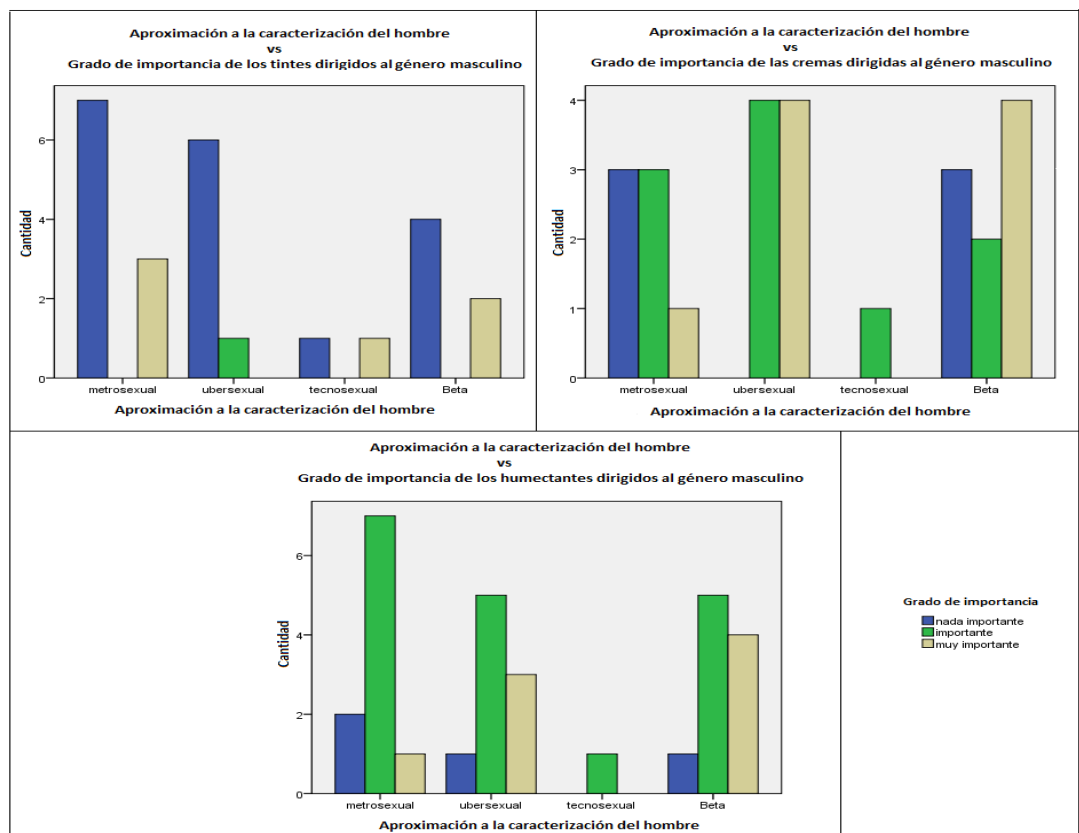 Aproximación a la caracterización del hombre
vs
Grado de importancia de los tintes dirigidos al género masculino
Cantidad
6
4
2
0
metrosexual ubersexual tecnosexual Beta
Aproximación a la caracterización del hombre
Aproximación a la caracterización del hombre
vs
Grado de importancia de las cremas dirigidas al género masculino
Cantidad
4
3
2
1
0
metrosexual ubersexual tecnosexual Beta
Aproximación a la caracterización del hombre
Aproximación a la caracterización del hombre
vs
Grado de importancia de los humectantes dirigidos al género masculino
Cantidad
6
4
2
0
metrosexual ubersexual tecnosexual Beta
Aproximación a la caracterización del hombre
Grado de importancia
nada importante
importante
muy importante